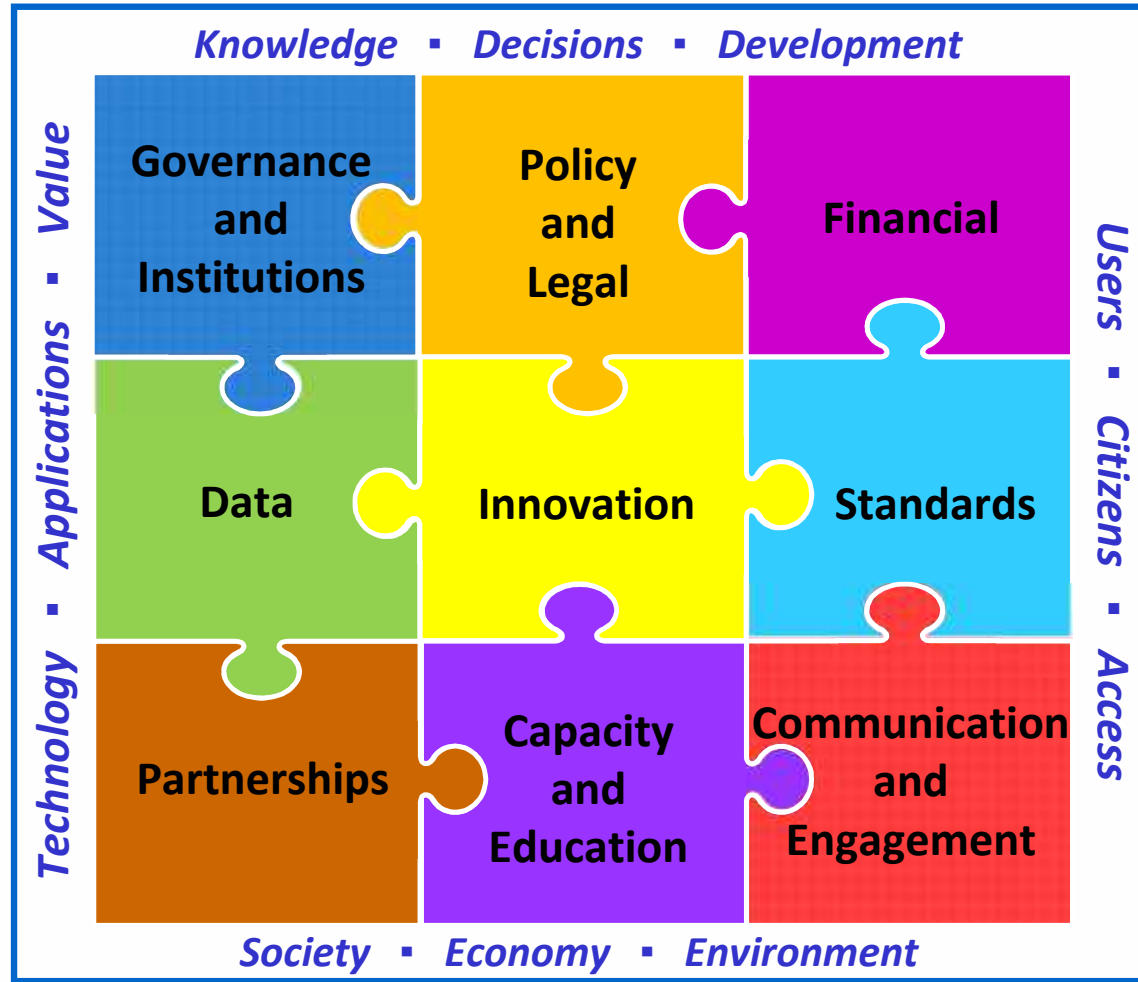 Knowledge ▪ Decisions ▪ Development
Technology ▪ Applications ▪ Value
Governance
and
Institutions
Policy
and
Legal
Financial
Users ▪ Citizens ▪ Access
Data
Innovation
Standards
Partnerships
Capacity
and
Education
Communication
and
Engagement
Society ▪ Economy ▪ Environment